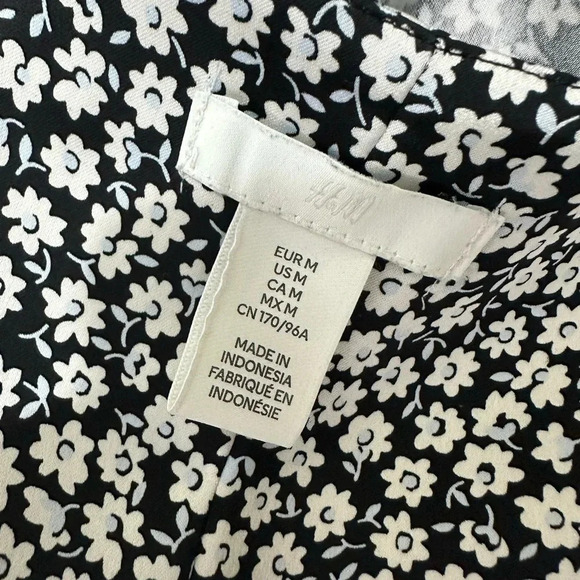 H&M
EUR M
US M
CA M
MX M
CN 170/96A
MADE IN
INDONESIA
FABRIQUÉ EN
INDONÉSIE